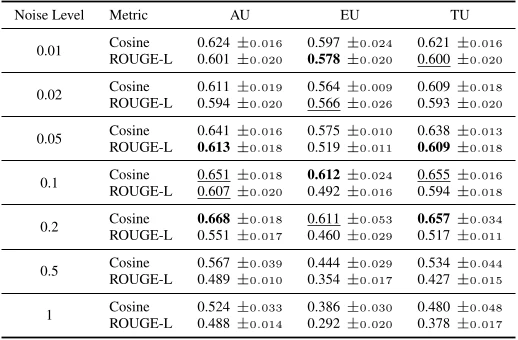 Noise Level Metric AU EU TU
0.01 Cosine 0.624 ±0.016 0.597 ±0.024 0.621 ±0.016
ROUGE-L 0.601 ±0.020 0.578 ±0.020 0.600 ±0.020
0.02 Cosine 0.611 ±0.019 0.564 ±0.009 0.609 ±0.018
ROUGE-L 0.594 ±0.020 0.566 ±0.026 0.593 ±0.020
0.05 Cosine 0.641 ±0.016 0.575 ±0.010 0.638 ±0.013
ROUGE-L 0.613 ±0.018 0.519 ±0.011 0.609 ±0.018
0.1 Cosine 0.651 ±0.018 0.612 ±0.024 0.655 ±0.016
ROUGE-L 0.607 ±0.020 0.492 ±0.016 0.594 ±0.018
0.2 Cosine 0.668 ±0.018 0.611 ±0.053 0.657 ±0.034
ROUGE-L 0.551 ±0.017 0.460 ±0.029 0.517 ±0.011
0.5 Cosine 0.567 ±0.039 0.444 ±0.029 0.534 ±0.044
ROUGE-L 0.489 ±0.010 0.354 ±0.017 0.427 ±0.015
1 Cosine 0.524 ±0.033 0.386 ±0.030 0.480 ±0.048
ROUGE-L 0.488 ±0.014 0.292 ±0.020 0.378 ±0.017